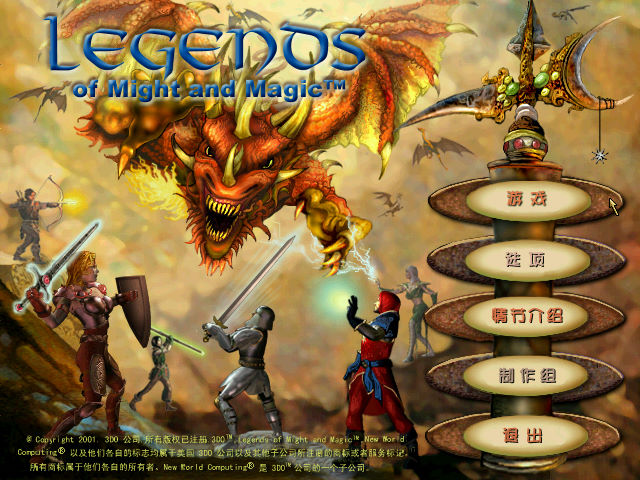 LEGENDS
of Might and Magic™
游戏
选项
情节介绍
制作组
退出
© Copyright 2001. 3DO 公司 所有版权已注册 3DO™, Legends of Might and Magic™, New World
Computing® 以及他们各自的标志均属于美国 3DO 公司以及其他子公司所注册的商标或者服务标记。
所有商标属于他们各自的所有者。New World Computing® 是 3DO™ 公司的一个子公司。